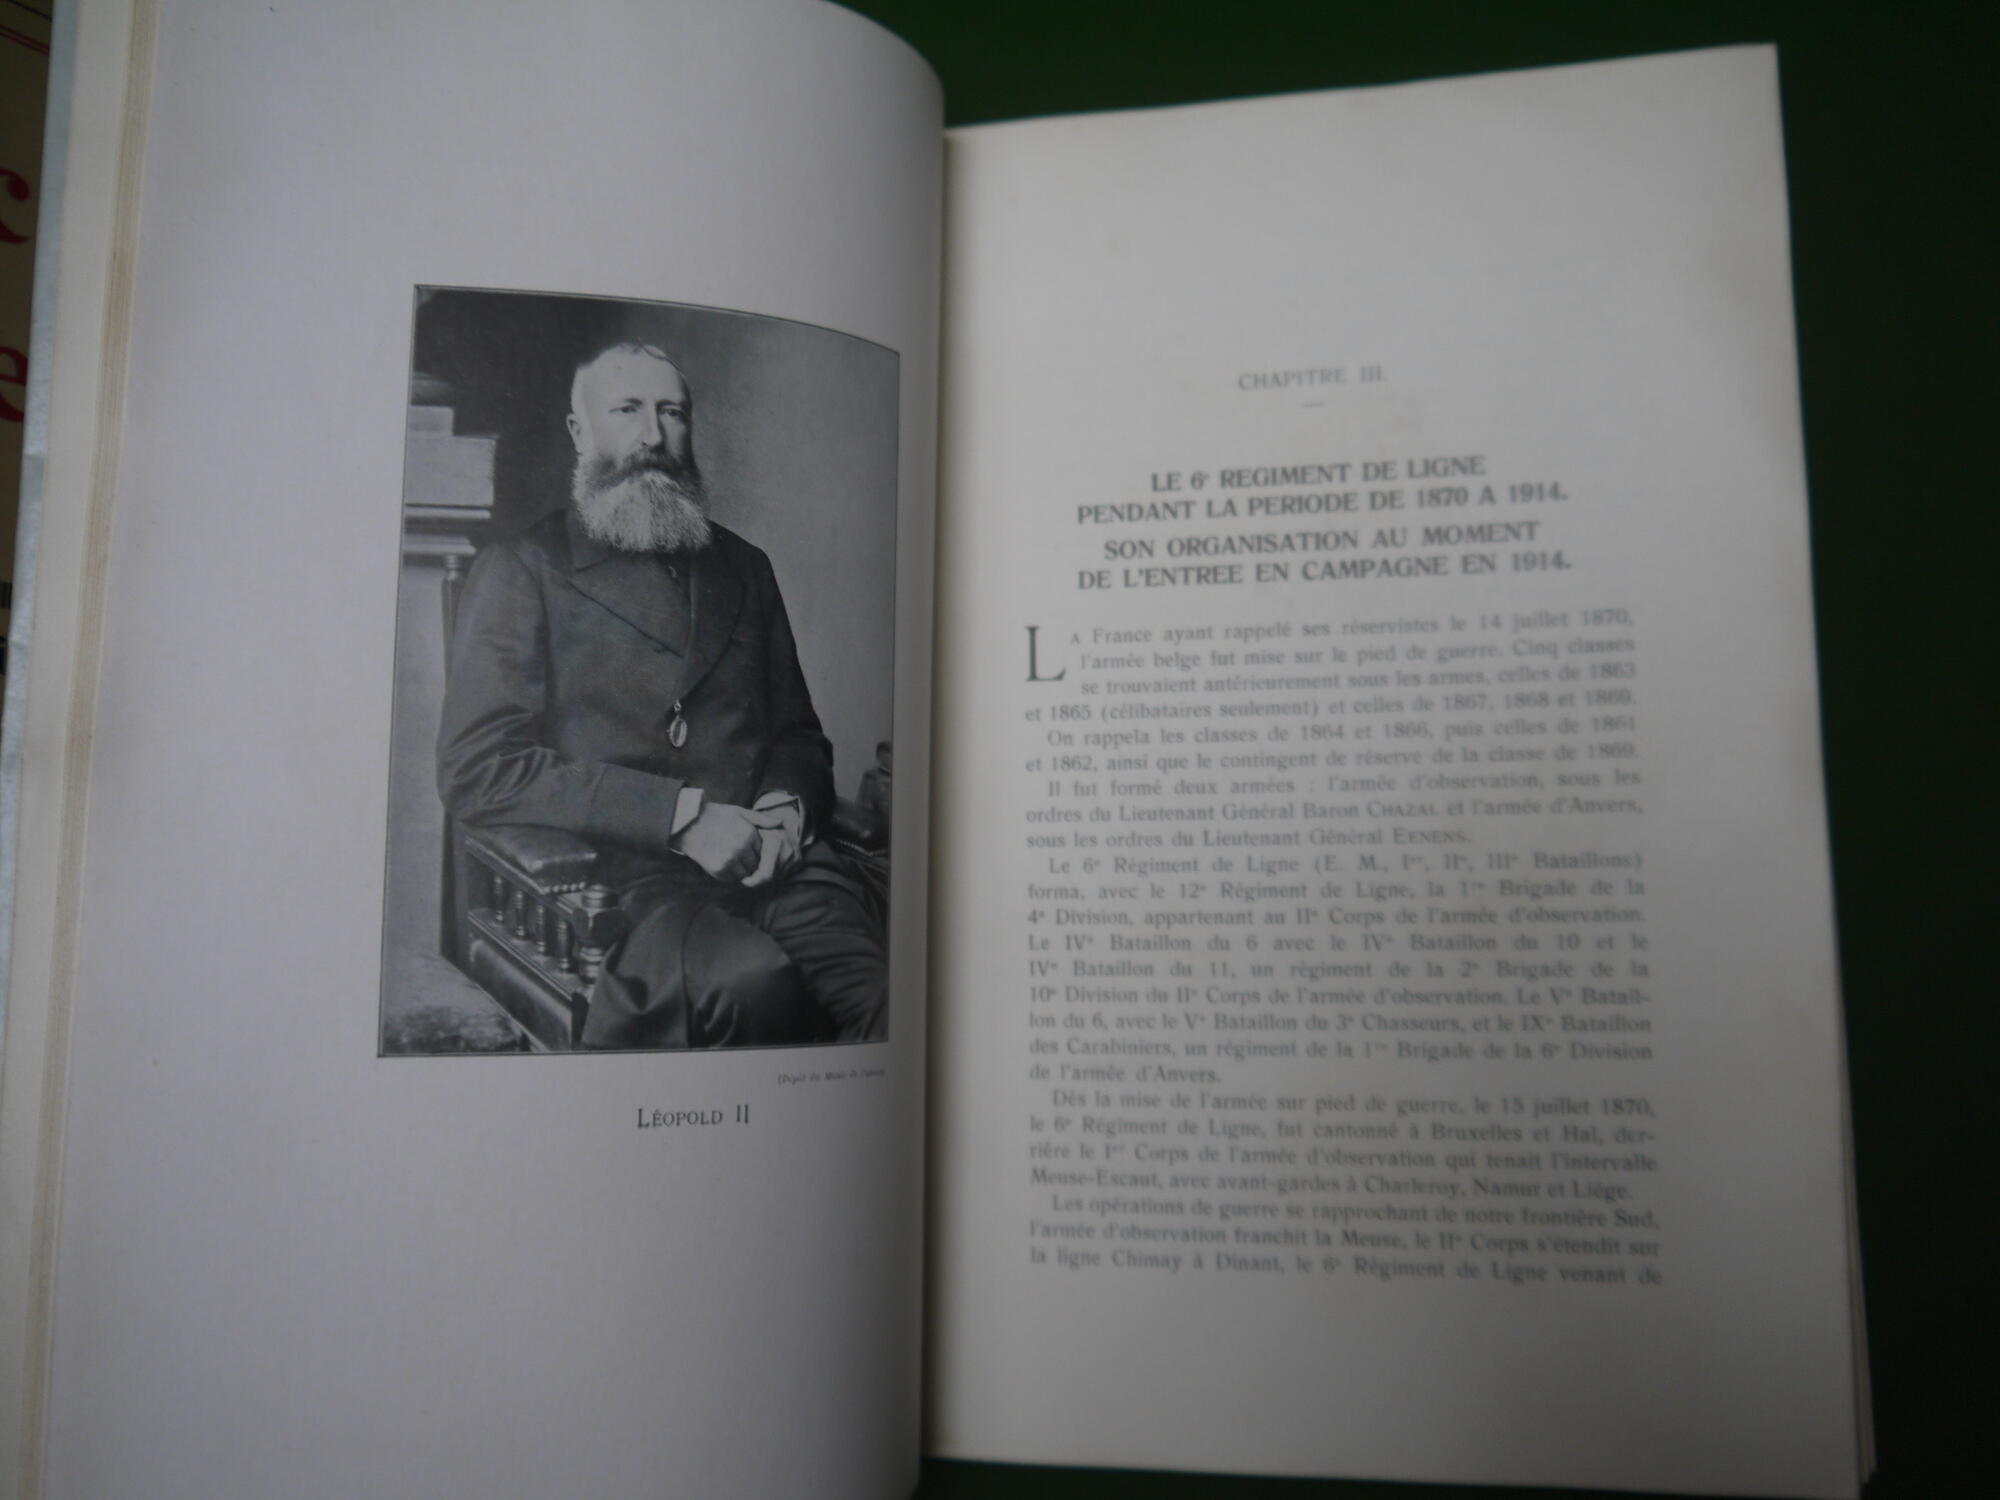 (Dépôt du Musée de l'Armée)
LÉOPOLD II
CHAPITRE III.
LE 6e REGIMENT DE LIGNE
PENDANT LA PERIODE DE 1870 A 1914.
SON ORGANISATION AU MOMENT
DE L'ENTREE EN CAMPAGNE EN 1914.
LA France ayant rappelé ses réservistes le 14 juillet 1870,
l'armée belge fut mise sur le pied de guerre. Cinq classes
se trouvaient antérieurement sous les armes, celles de 1863
et 1865 (célibataires seulement) et celles de 1867, 1868 et 1869.
On rappela les classes de 1864 et 1866, puis celles de 1861
et 1862, ainsi que le contingent de réserve de la classe de 1869.
Il fut formé deux armées : l'armée d'observation, sous les
ordres du Lieutenant Général Baron CHAZAL et l'armée d'Anvers,
sous les ordres du Lieutenant Général EENENS.
Le 6e Régiment de Ligne (E. M., Ier, IIe, IIIe Bataillons)
forma, avec le 12e Régiment de Ligne, la 1re Brigade de la
4e Division, appartenant au IIe Corps de l'armée d'observation.
Le IVe Bataillon du 6 avec le IVe Bataillon du 10 et le
IVe Bataillon du 11, un régiment de la 2e Brigade de la
10e Division du IIe Corps de l'armée d'observation. Le Ve Batail-
lon du 6, avec le Ve Bataillon du 3e Chasseurs, et le IXe Bataillon
des Carabiniers, un régiment de la 1re Brigade de la 6e Division
de l'armée d'Anvers.
Dès la mise de l'armée sur pied de guerre, le 15 juillet 1870,
le 6e Régiment de Ligne, fut cantonné à Bruxelles et Hal, der-
rière le Ier Corps de l'armée d'observation qui tenait l'intervalle
Meuse-Escaut, avec avant-gardes à Charleroy, Namur et Liége.
Les opérations de guerre se rapprochant de notre frontière Sud,
l'armée d'observation franchit la Meuse, le IIe Corps s'étendit sur
la ligne Chimay à Dinant, le 6e Régiment de Ligne venant de